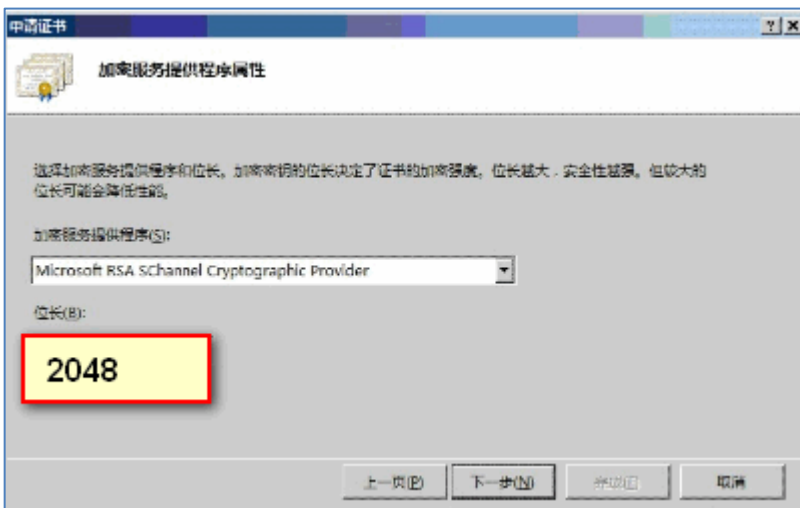 申请证书
加密服务提供程序属性
选择加密服务提供程序和位长。加密密钥的位长决定了证书的加密强度。位长越大，安全性越强。但较大的
位长可能会降低性能。
加密服务提供程序(S):
Microsoft RSA SChannel Cryptographic Provider
位长(B):
2048
上一页(P) 下一步(N) 取消